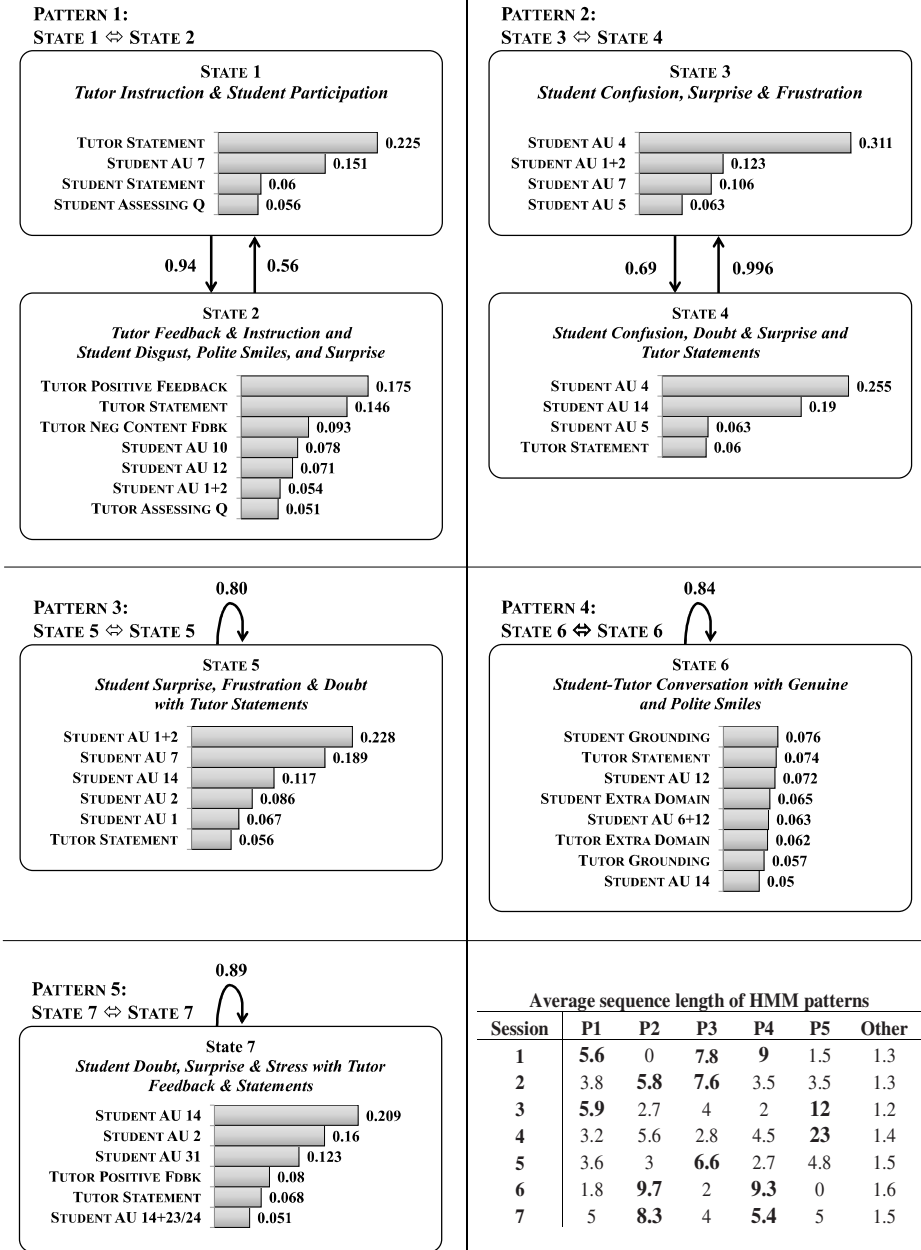 PATTERN 1:
STATE 1 ⇔ STATE 2
STATE 1
Tutor Instruction & Student Participation
TUTOR STATEMENT 0.225
STUDENT AU 7 0.151
STUDENT STATEMENT 0.06
STUDENT ASSESSING Q 0.056
0.94 0.56
STATE 2
Tutor Feedback & Instruction and
Student Disgust, Polite Smiles, and Surprise
TUTOR POSITIVE FEEDBACK 0.175
TUTOR STATEMENT 0.146
TUTOR NEG CONTENT FDBK 0.093
STUDENT AU 10 0.078
STUDENT AU 12 0.071
STUDENT AU 1+2 0.054
TUTOR ASSESSING Q 0.051
PATTERN 2:
STATE 3 ⇔ STATE 4
STATE 3
Student Confusion, Surprise & Frustration
STUDENT AU 4 0.311
STUDENT AU 1+2 0.123
STUDENT AU 7 0.106
STUDENT AU 5 0.063
0.69 0.996
STATE 4
Student Confusion, Doubt & Surprise and
Tutor Statements
STUDENT AU 4 0.255
STUDENT AU 14 0.19
STUDENT AU 5 0.063
TUTOR STATEMENT 0.06
0.80
PATTERN 3:
STATE 5 ⇔ STATE 5
STATE 5
Student Surprise, Frustration & Doubt
with Tutor Statements
STUDENT AU 1+2 0.228
STUDENT AU 7 0.189
STUDENT AU 14 0.117
STUDENT AU 2 0.086
STUDENT AU 1 0.067
TUTOR STATEMENT 0.056
0.84
PATTERN 4:
STATE 6 ⇔ STATE 6
STATE 6
Student-Tutor Conversation with Genuine
and Polite Smiles
STUDENT GROUNDING 0.076
TUTOR STATEMENT 0.074
STUDENT AU 12 0.072
STUDENT EXTRA DOMAIN 0.065
STUDENT AU 6+12 0.063
TUTOR EXTRA DOMAIN 0.062
TUTOR GROUNDING 0.057
STUDENT AU 14 0.05
0.89
PATTERN 5:
STATE 7 ⇔ STATE 7
State 7
Student Doubt, Surprise & Stress with Tutor
Feedback & Statements
STUDENT AU 14 0.209
STUDENT AU 2 0.16
STUDENT AU 31 0.123
TUTOR POSITIVE FDBK 0.08
TUTOR STATEMENT 0.068
STUDENT AU 14+23/24 0.051
Average sequence length of HMM patterns
Session P1 P2 P3 P4 P5 Other
1 5.6 0 7.8 9 1.5 1.3
2 3.8 5.8 7.6 3.5 3.5 1.3
3 5.9 2.7 4 2 12 1.2
4 3.2 5.6 2.8 4.5 23 1.4
5 3.6 3 6.6 2.7 4.8 1.5
6 1.8 9.7 2 9.3 0 1.6
7 5 8.3 4 5.4 5 1.5